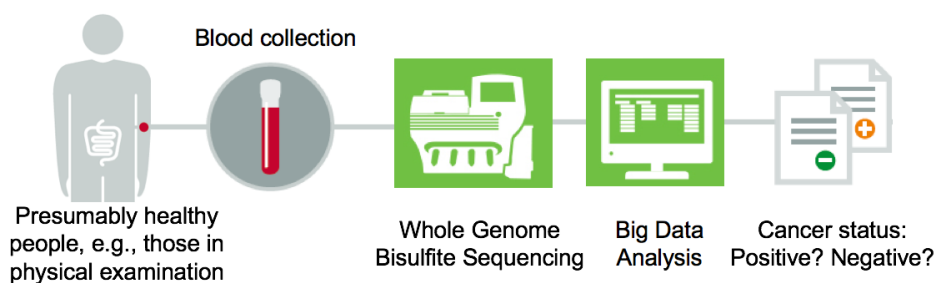 Blood collection
Presumably healthy
people, e.g., those in
physical examination
Whole Genome
Bisulfite Sequencing
Big Data
Analysis
Cancer status:
Positive? Negative?